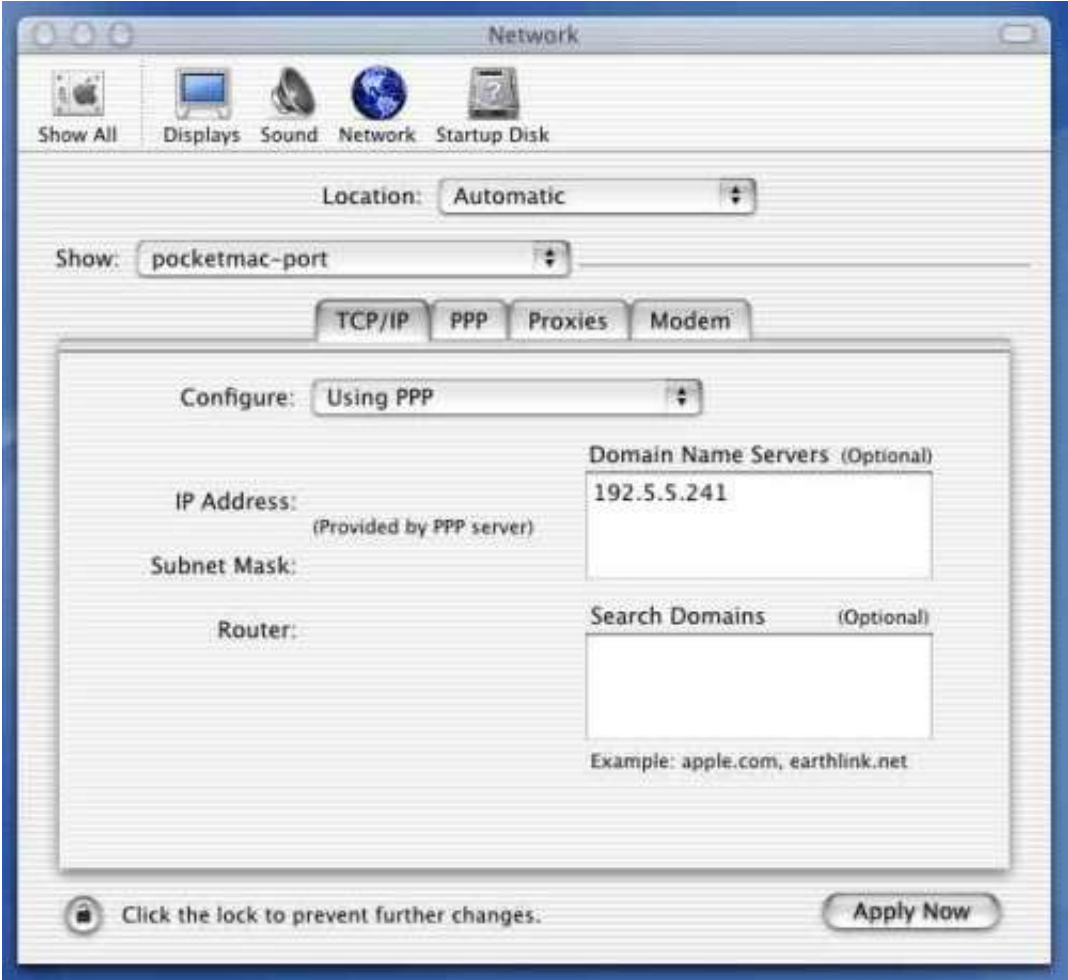 Network
Show All Displays Sound Network Startup Disk
Location: Automatic
Show: pocketmac-port
TCP/IP PPP Proxies Modem
Configure: Using PPP
Domain Name Servers (Optional)
192.5.5.241
IP Address:
(Provided by PPP server)
Subnet Mask:
Search Domains (Optional)
Router:
Example: apple.com, earthlink.net
Click the lock to prevent further changes.
Apply Now